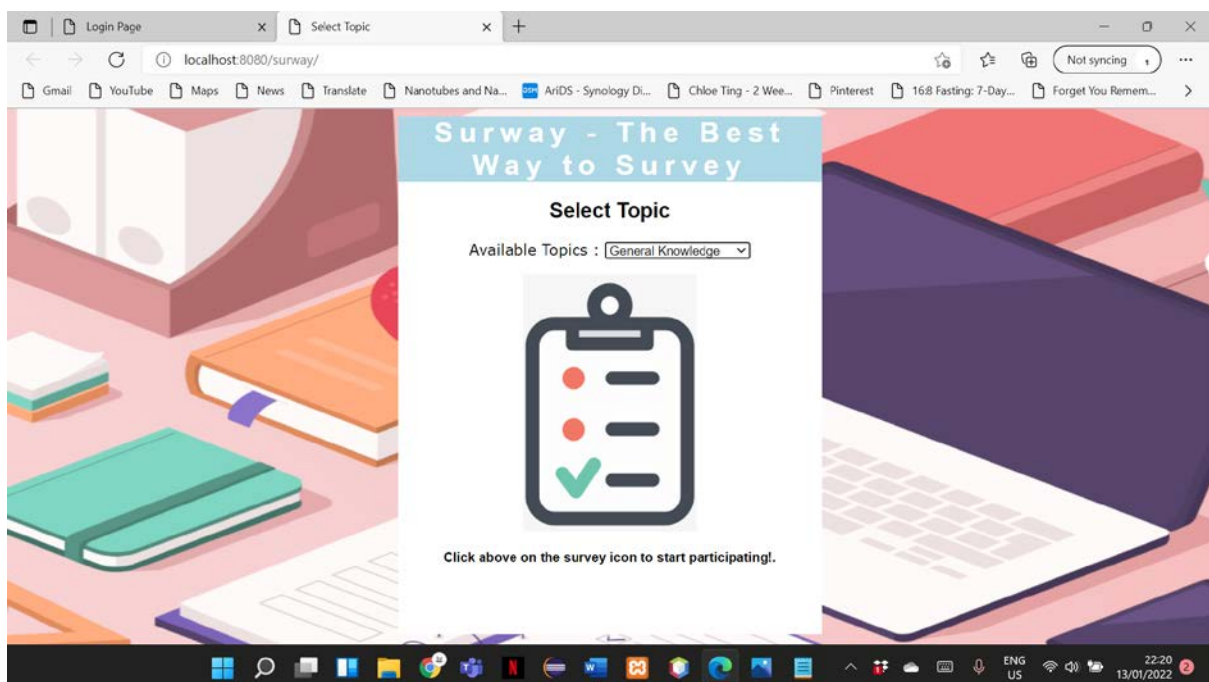 Login Page
Select Topic
localhost:8080/surway/
Not syncing
Gmail YouTube Maps News Translate Nanotubes and Na... DSM AriDS - Synology Di... Chloe Ting - 2 Wee... Pinterest 16:8 Fasting: 7-Day... Forget You Remem...
Surway - The Best
Way to Survey
Select Topic
Available Topics : General Knowledge
Click above on the survey icon to start participating!.
ENG 22:20
US 13/01/2022 2